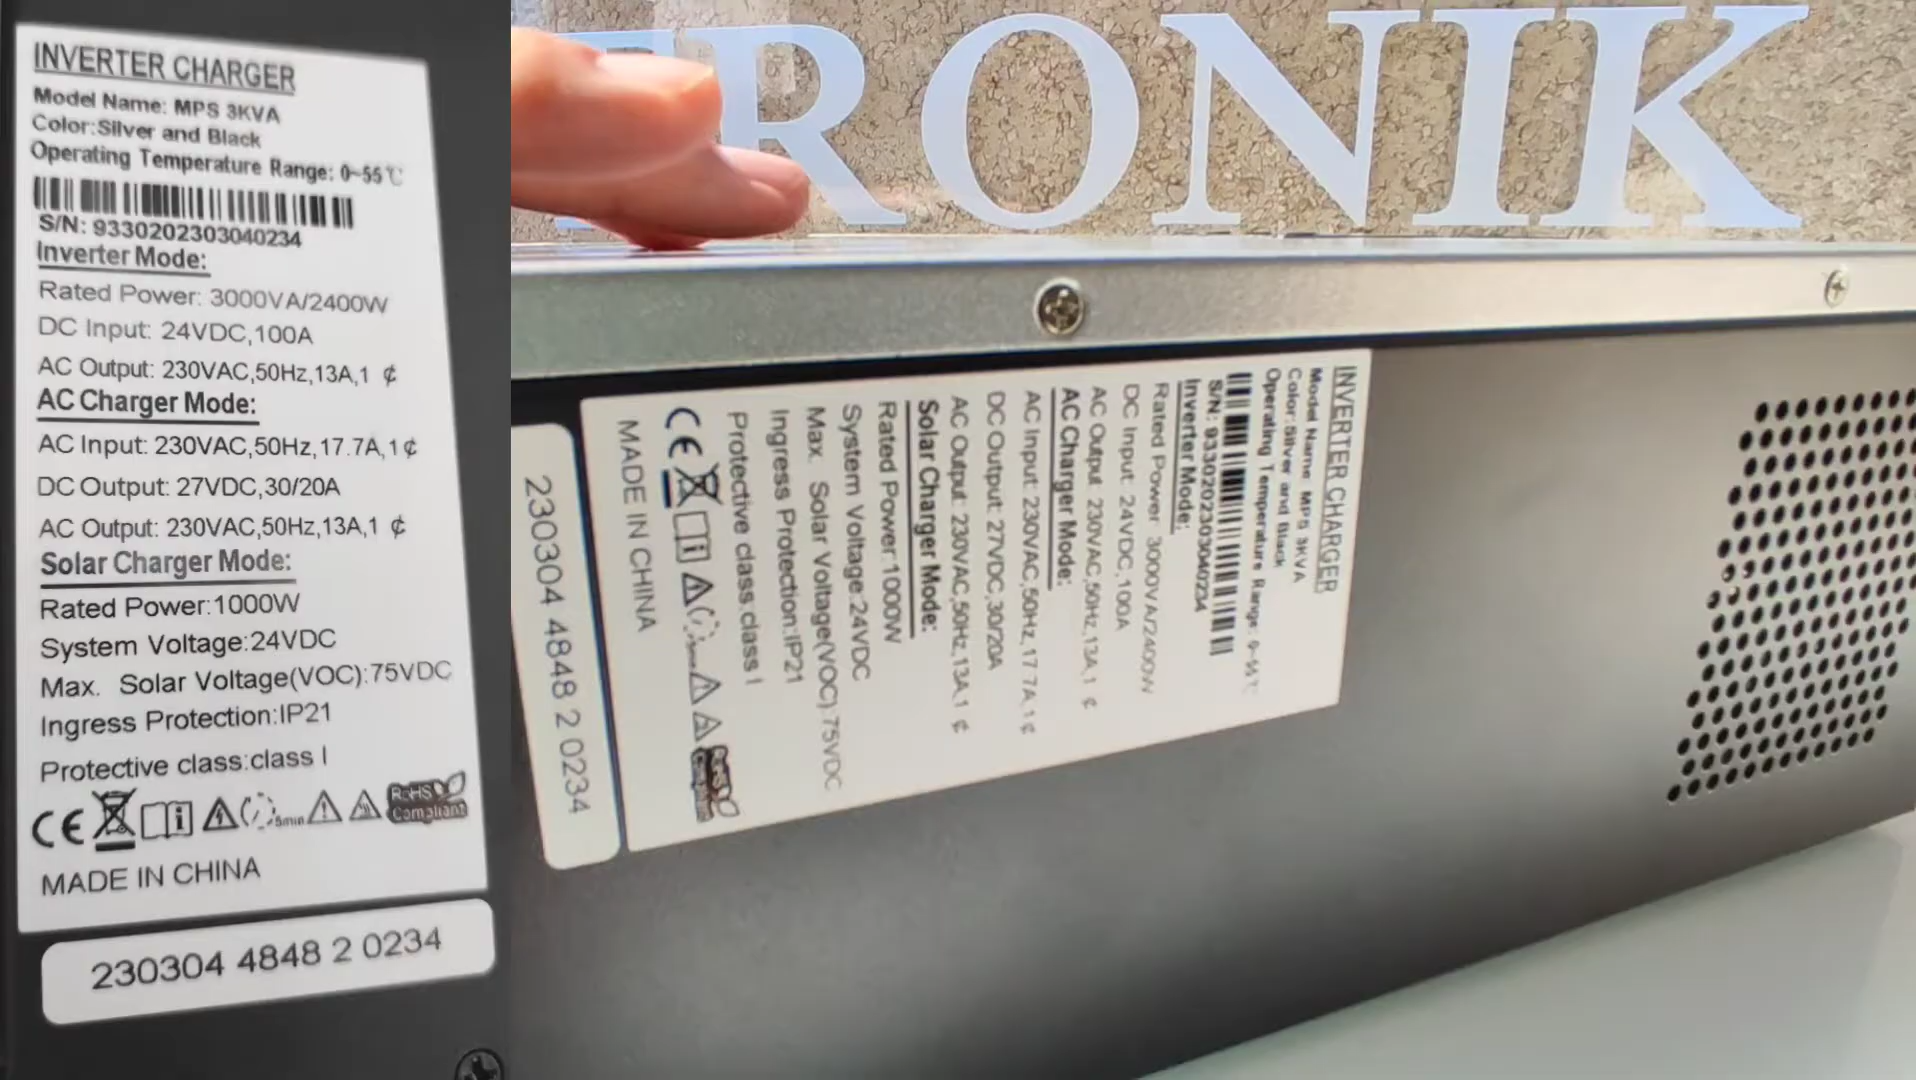 INVERTER CHARGER
Model Name: MPS 3KVA
Color:Silver and Black
Operating Temperature Range: 0~55℃
S/N: 9330202303040234
Inverter Mode:
Rated Power: 3000VA/2400W
DC Input: 24VDC,100A
AC Output: 230VAC,50Hz,13A,1 ¢
AC Charger Mode:
AC Input: 230VAC,50Hz,17.7A,1¢
DC Output: 27VDC,30/20A
AC Output: 230VAC,50Hz,13A,1 ¢
Solar Charger Mode:
Rated Power:1000W
System Voltage:24VDC
Max. Solar Voltage(VOC):75VDC
Ingress Protection:IP21
Protective class:class I
CE 5min RoHS
Compliant
MADE IN CHINA
230304 4848 2 0234
TRONIK
INVERTER CHARGER
Model Name: MPS 3KVA
Color:Silver and Black
Operating Temperature Range: 0~55℃
S/N: 9330202303040234
Inverter Mode:
Rated Power: 3000VA/2400W
DC Input: 24VDC,100A
AC Output: 230VAC,50Hz,13A,1 ¢
AC Charger Mode:
AC Input: 230VAC,50Hz,17.7A,1¢
DC Output: 27VDC,30/20A
AC Output: 230VAC,50Hz,13A,1 ¢
Solar Charger Mode:
Rated Power:1000W
System Voltage:24VDC
Max. Solar Voltage(VOC):75VDC
Ingress Protection:IP21
Protective class:class I
CE 5min RoHS
Compliant
MADE IN CHINA
230304 4848 2 0234